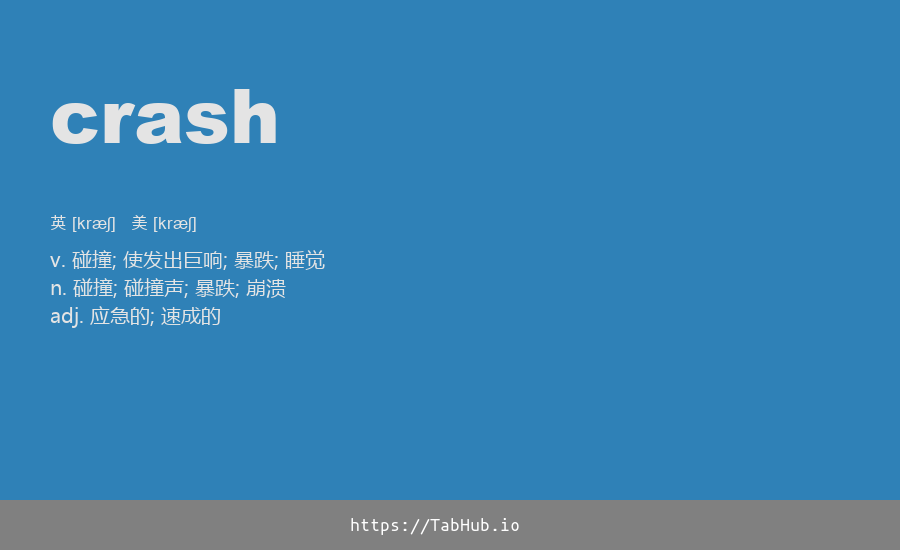 crash
英 [kræʃ]   美 [kræʃ]
v. 碰撞; 使发出巨响; 暴跌; 睡觉
n. 碰撞; 碰撞声; 暴跌; 崩溃
adj. 应急的; 速成的
https://TabHub.io